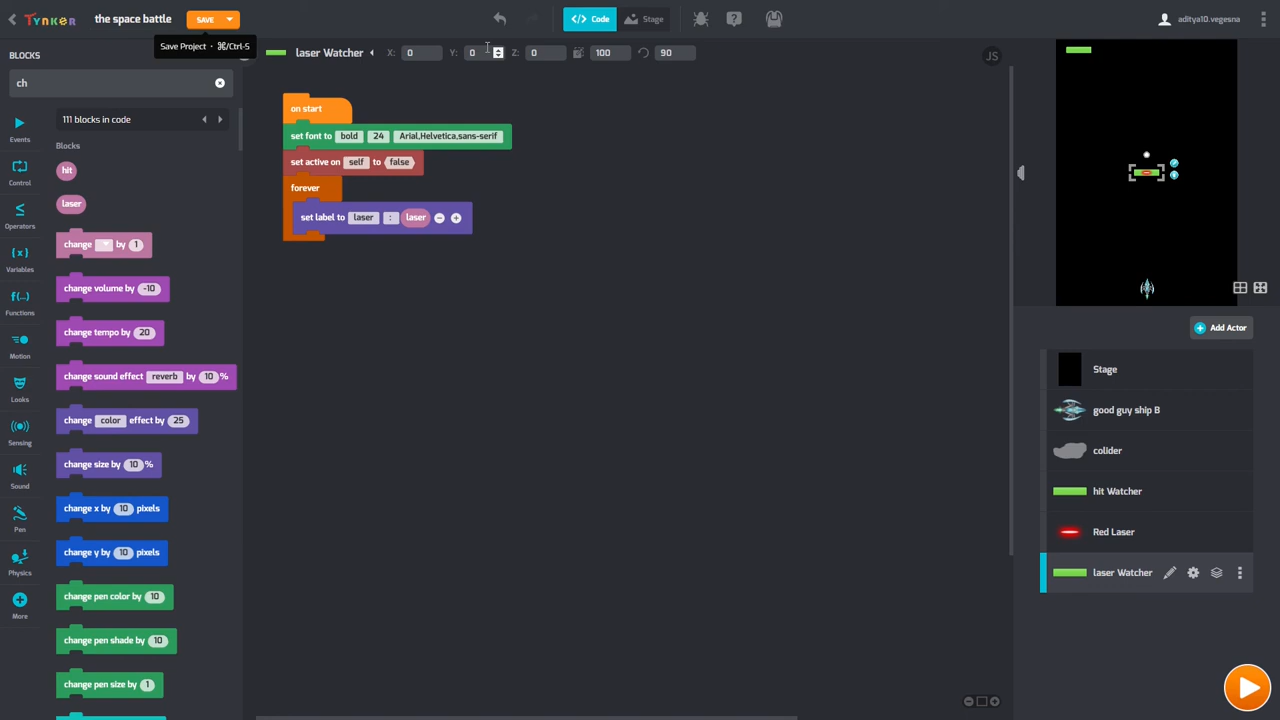 TYNKER the space battle SAVE </> Code Stage aditya10.vegesna
Save Project · ⌘/Ctrl-S
BLOCKS laser Watcher X: 0 Y: 0 Z: 0 100 90 JS
ch
111 blocks in code
Events
Blocks
hit
Control
laser
Operators
change by 1
Variables
change volume by -10
Functions
change tempo by 20
Motion
change sound effect reverb by 10 %
Looks
change color effect by 25
Sensing
change size by 10 %
Sound
change x by 10 pixels
Pen
change y by 10 pixels
Physics
change pen color by 10
More
change pen shade by 10
change pen size by 1
on start
set font to bold 24 Arial,Helvetica,sans-serif
set active on self to false
forever
set label to laser : laser
Add Actor
Stage
good guy ship B
colider
hit Watcher
Red Laser
laser Watcher